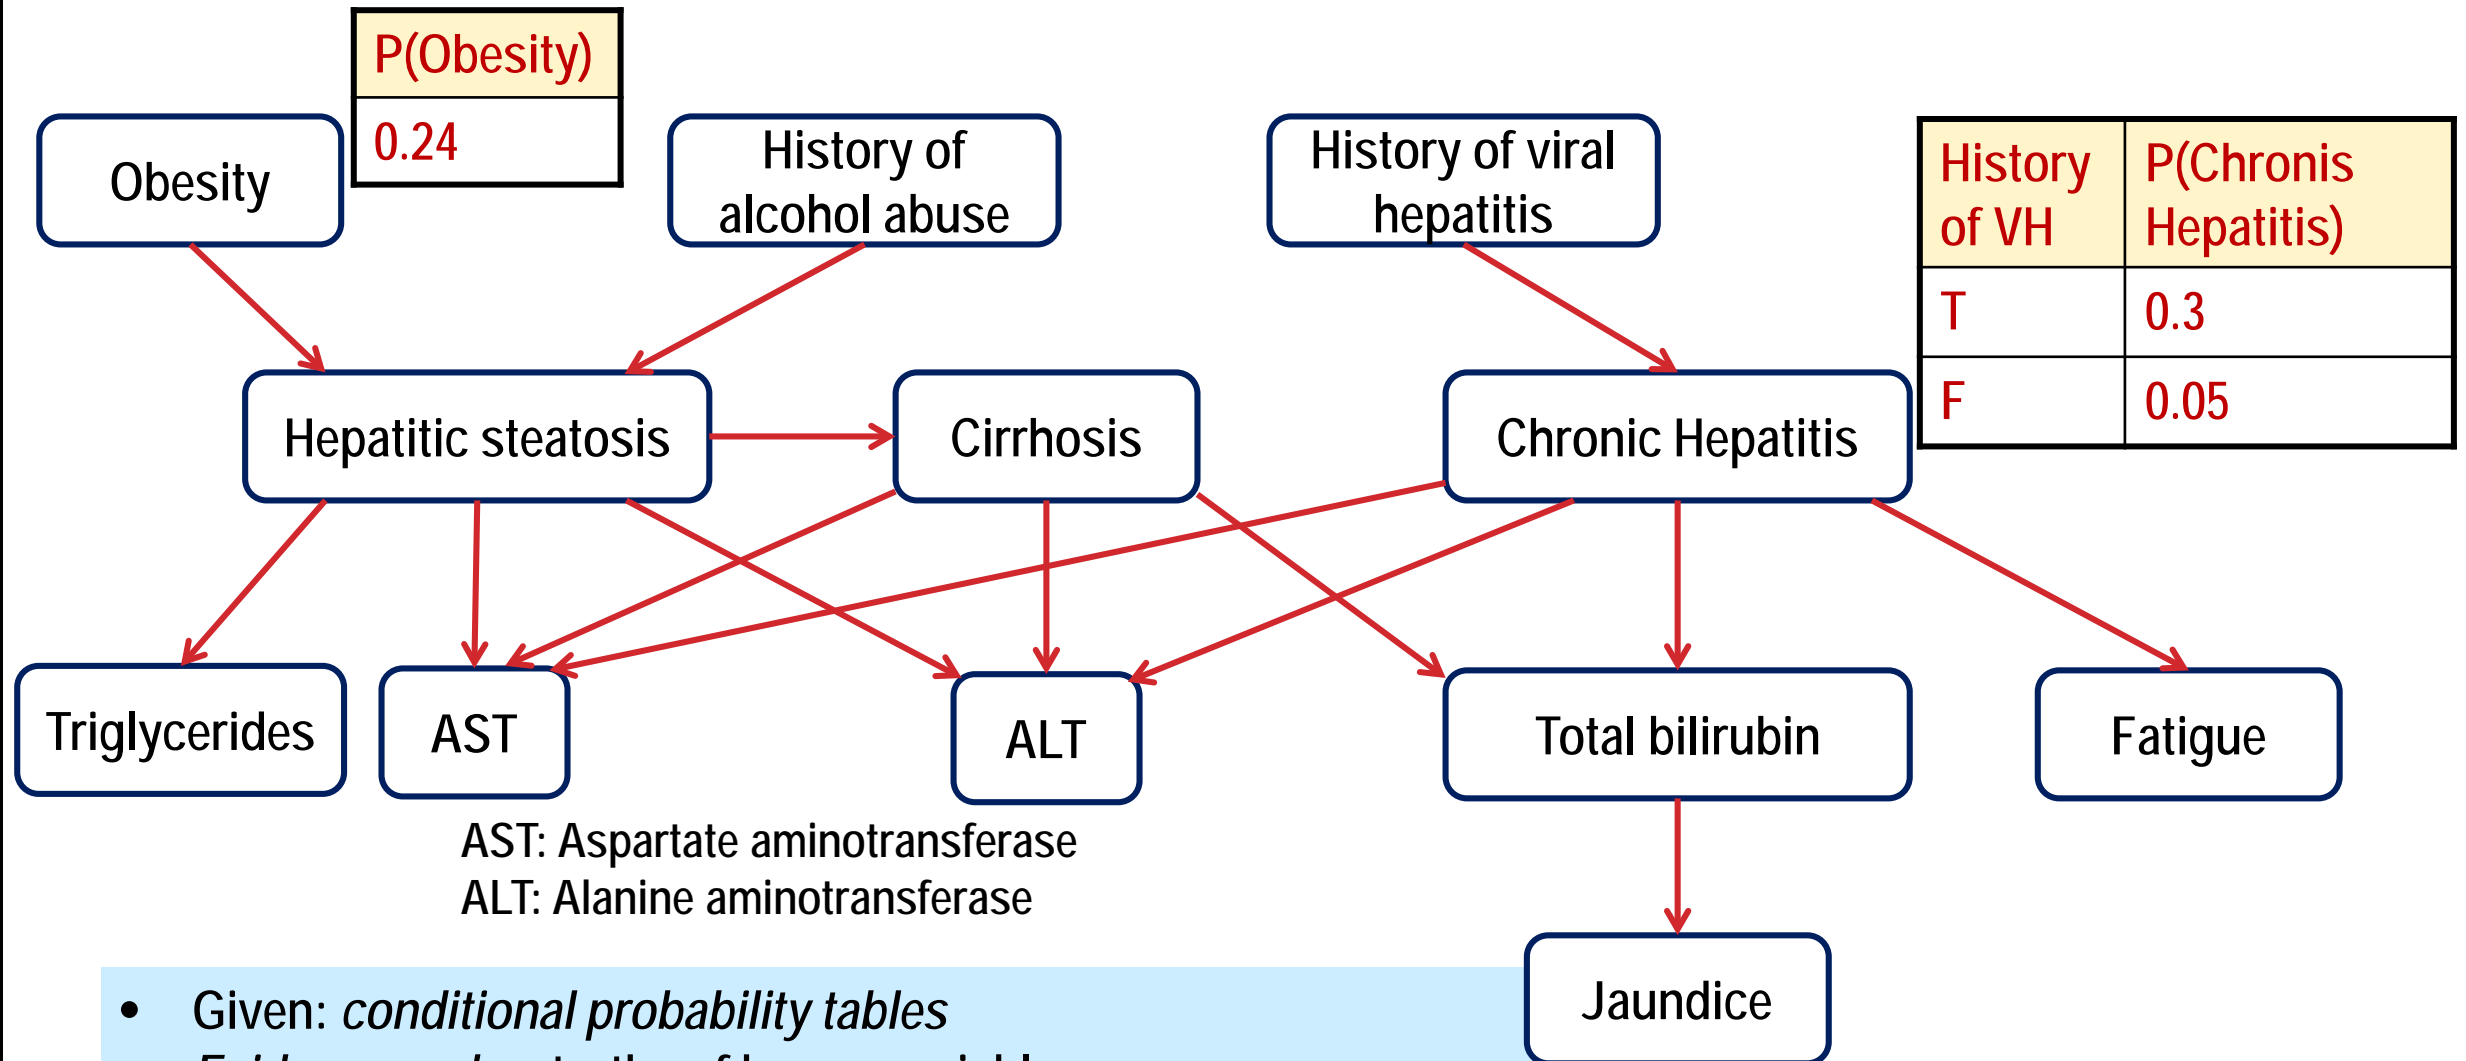 P(Obesity)
0.24
Obesity
History of
alcohol abuse
History of viral
hepatitis
History
of VH
P(Chronis
Hepatitis)
T
0.3
F
0.05
Hepatitic steatosis
Cirrhosis
Chronic Hepatitis
Triglycerides
AST
ALT
Total bilirubin
Fatigue
AST: Aspartate aminotransferase
ALT: Alanine aminotransferase
Jaundice
• Given: conditional probability tables